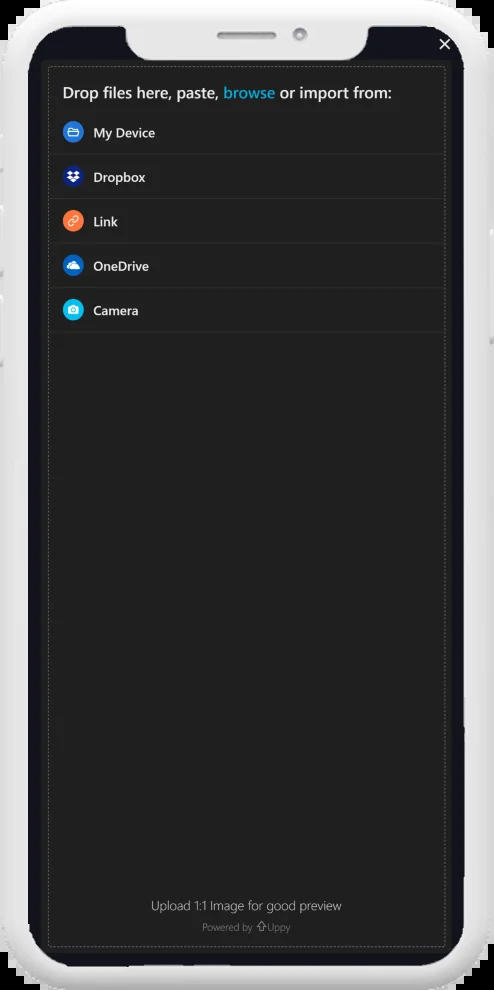 Drop files here, paste, browse or import from:
My Device
Dropbox
Link
OneDrive
Camera
Upload 1:1 Image for good preview
Powered by Uppy